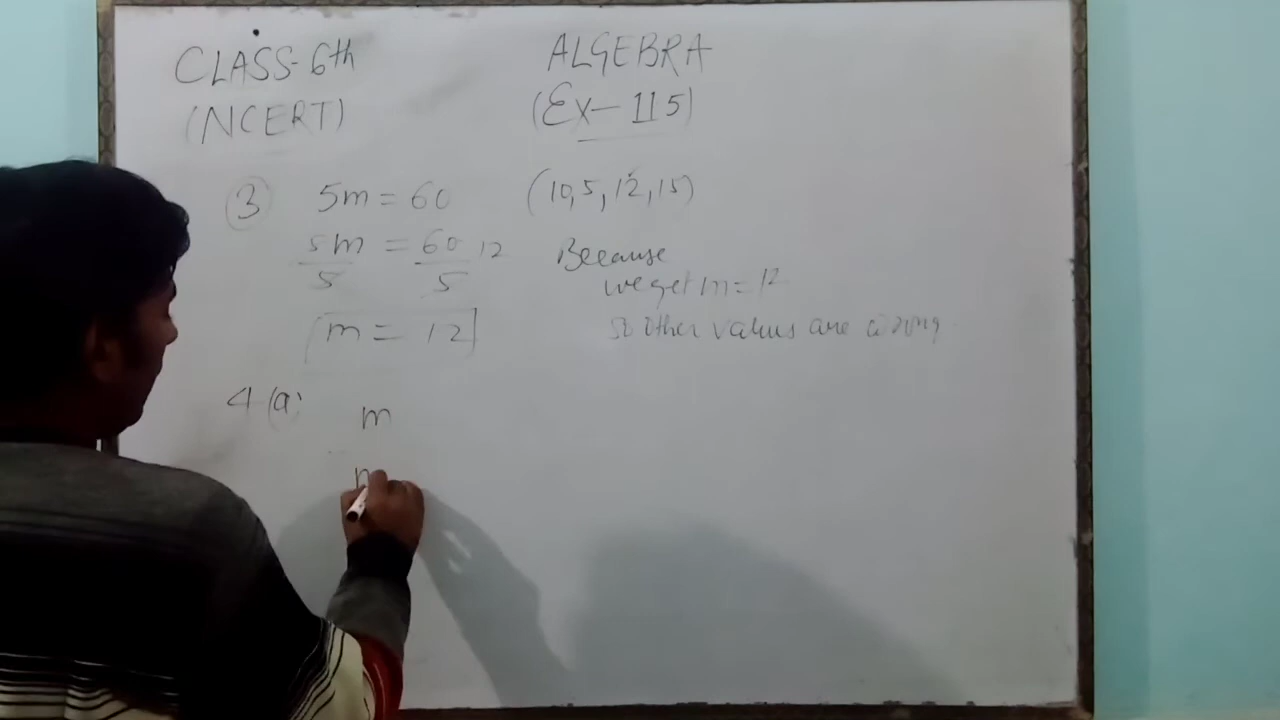 CLASS-6th
(NCERT)
ALGEBRA
(Ex-11.5)
③ 5m = 60 (10, 5, 12, 15)
5m/5 = 60/5 12
[m = 12]
Because
we get m = 12
so other values are wrong
4 (a)
m